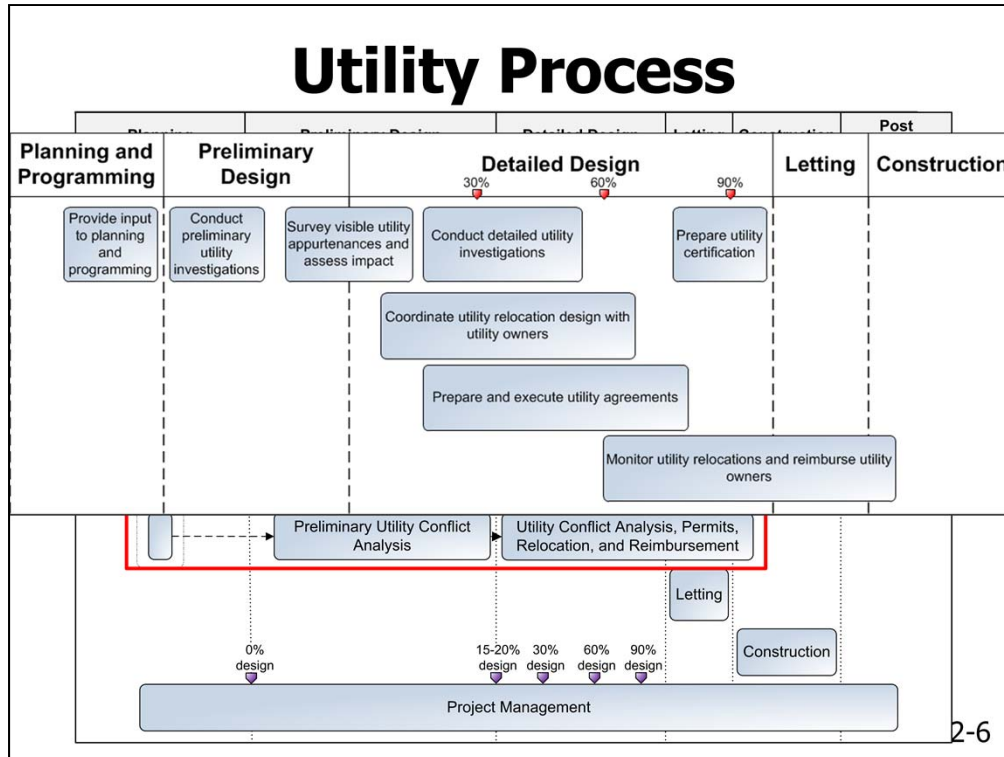 Utility Process
Post
Planning and
Programming
Preliminary
Design
Detailed Design
Letting
Construction
30%
60%
90%
Provide input
to planning
and
programming
Conduct
preliminary
utility
investigations
Survey visible utility
appurtenances and
assess impact
Conduct detailed utility
investigations
Prepare utility
certification
Coordinate utility relocation design with
utility owners
Prepare and execute utility agreements
Monitor utility relocations and reimburse utility
owners
Preliminary Utility Conflict
Analysis
Utility Conflict Analysis, Permits,
Relocation, and Reimbursement
Letting
Construction
0%
design
15-20%
design
30%
design
60%
design
90%
design
Project Management
2-6